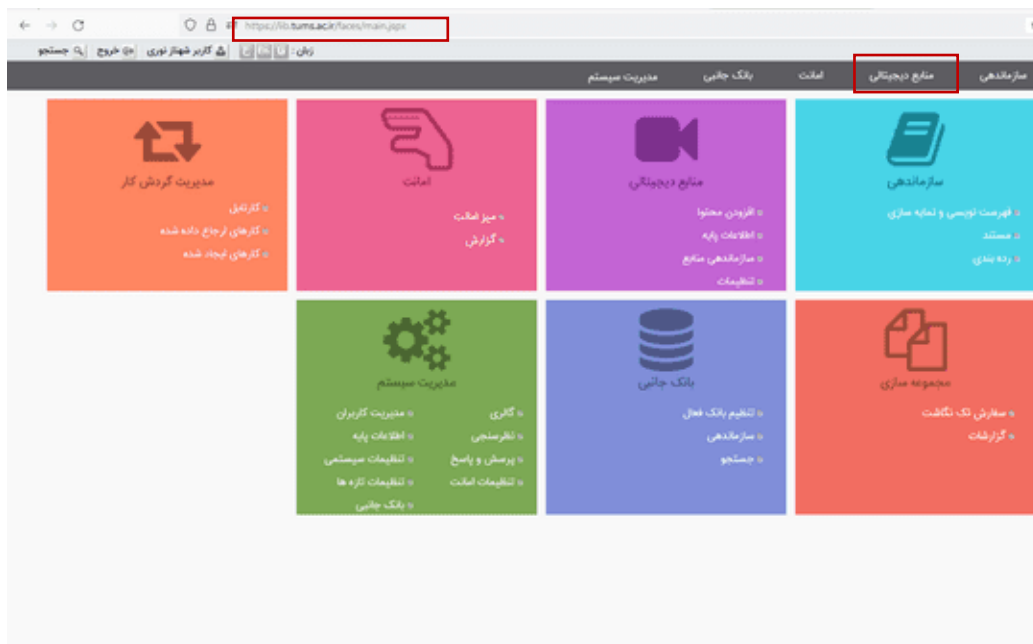 https://lib.tums.ac.ir/faces/main.jspx
زبان :
کاربر شهناز نوری
خروج
جستجو
سازماندهی
منابع دیجیتالی
امانت
بانک جانبی
مدیریت سیستم
سازماندهی
فهرست نویسی و نمایه سازی
مستند
رده بندی
منابع دیجیتالی
افزودن محتوا
اطلاعات پایه
سازماندهی منابع
تنظیمات
امانت
میز امانت
گزارش
مدیریت گردش کار
کارتابل
کارهای ارجاع داده شده
کارهای ایجاد شده
مجموعه سازی
سفارش تک نگاشت
گزارشات
بانک جانبی
تنظیم بانک فعال
سازماندهی
جستجو
مدیریت سیستم
گالری
نظرسنجی
پرسش و پاسخ
تنظیمات امانت
مدیریت کاربران
اطلاعات پایه
تنظیمات سیستمی
تنظیمات تازه ها
بانک جانبی